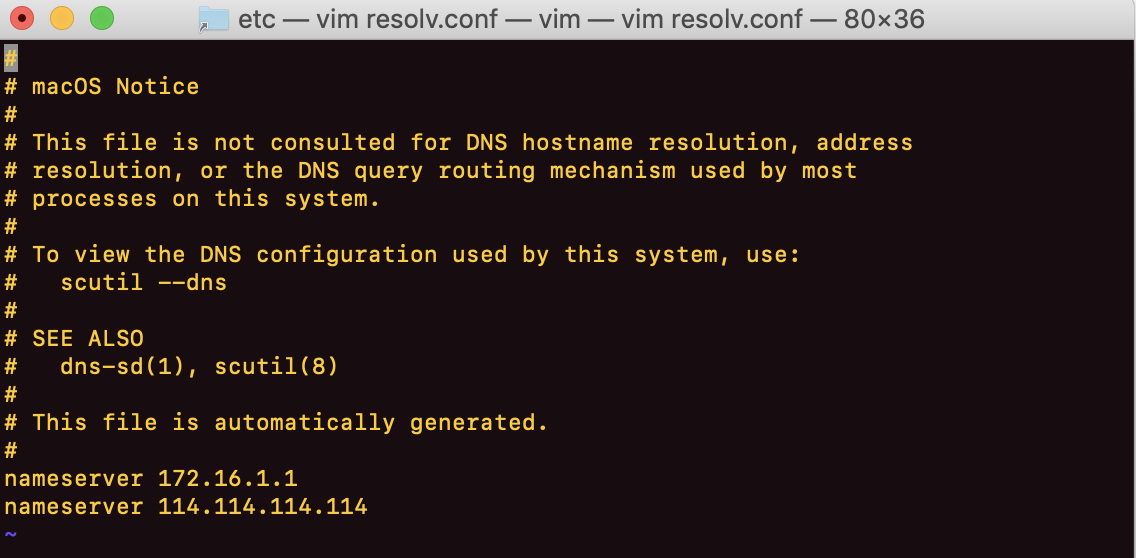 etc — vim resolv.conf — vim — vim resolv.conf — 80×36
#
# macOS Notice
#
# This file is not consulted for DNS hostname resolution, address
# resolution, or the DNS query routing mechanism used by most
# processes on this system.
#
# To view the DNS configuration used by this system, use:
#   scutil --dns
#
# SEE ALSO
#   dns-sd(1), scutil(8)
#
# This file is automatically generated.
#
nameserver 172.16.1.1
nameserver 114.114.114.114
~